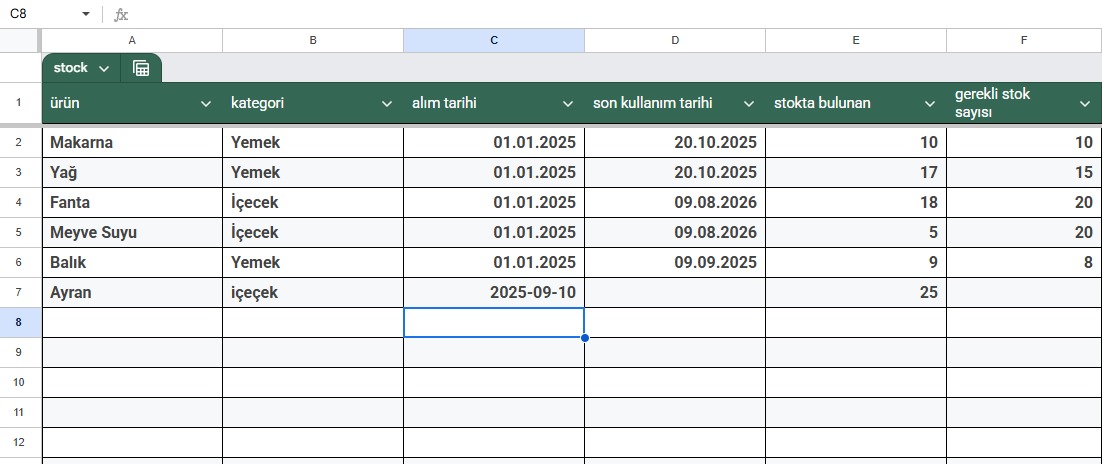 C8
fx
A B C D E F
stock
1 ürün kategori alım tarihi son kullanım tarihi stokta bulunan gerekli stok sayısı
2 Makarna Yemek 01.01.2025 20.10.2025 10 10
3 Yağ Yemek 01.01.2025 20.10.2025 17 15
4 Fanta İçecek 01.01.2025 09.08.2026 18 20
5 Meyve Suyu İçecek 01.01.2025 09.08.2026 5 20
6 Balık Yemek 01.01.2025 09.09.2025 9 8
7 Ayran içeçek 2025-09-10 25
8
9
10
11
12